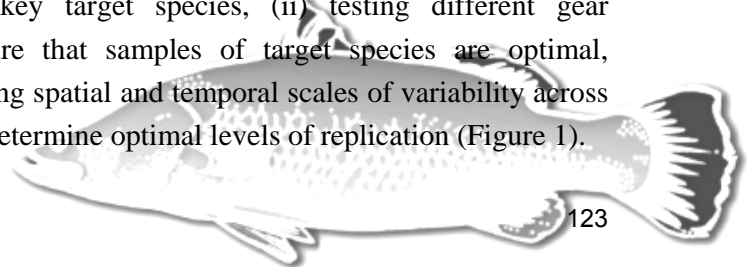 key target species, (ii) testing different gear
re that samples of target species are optimal,
ng spatial and temporal scales of variability across
etermine optimal levels of replication (Figure 1).
123